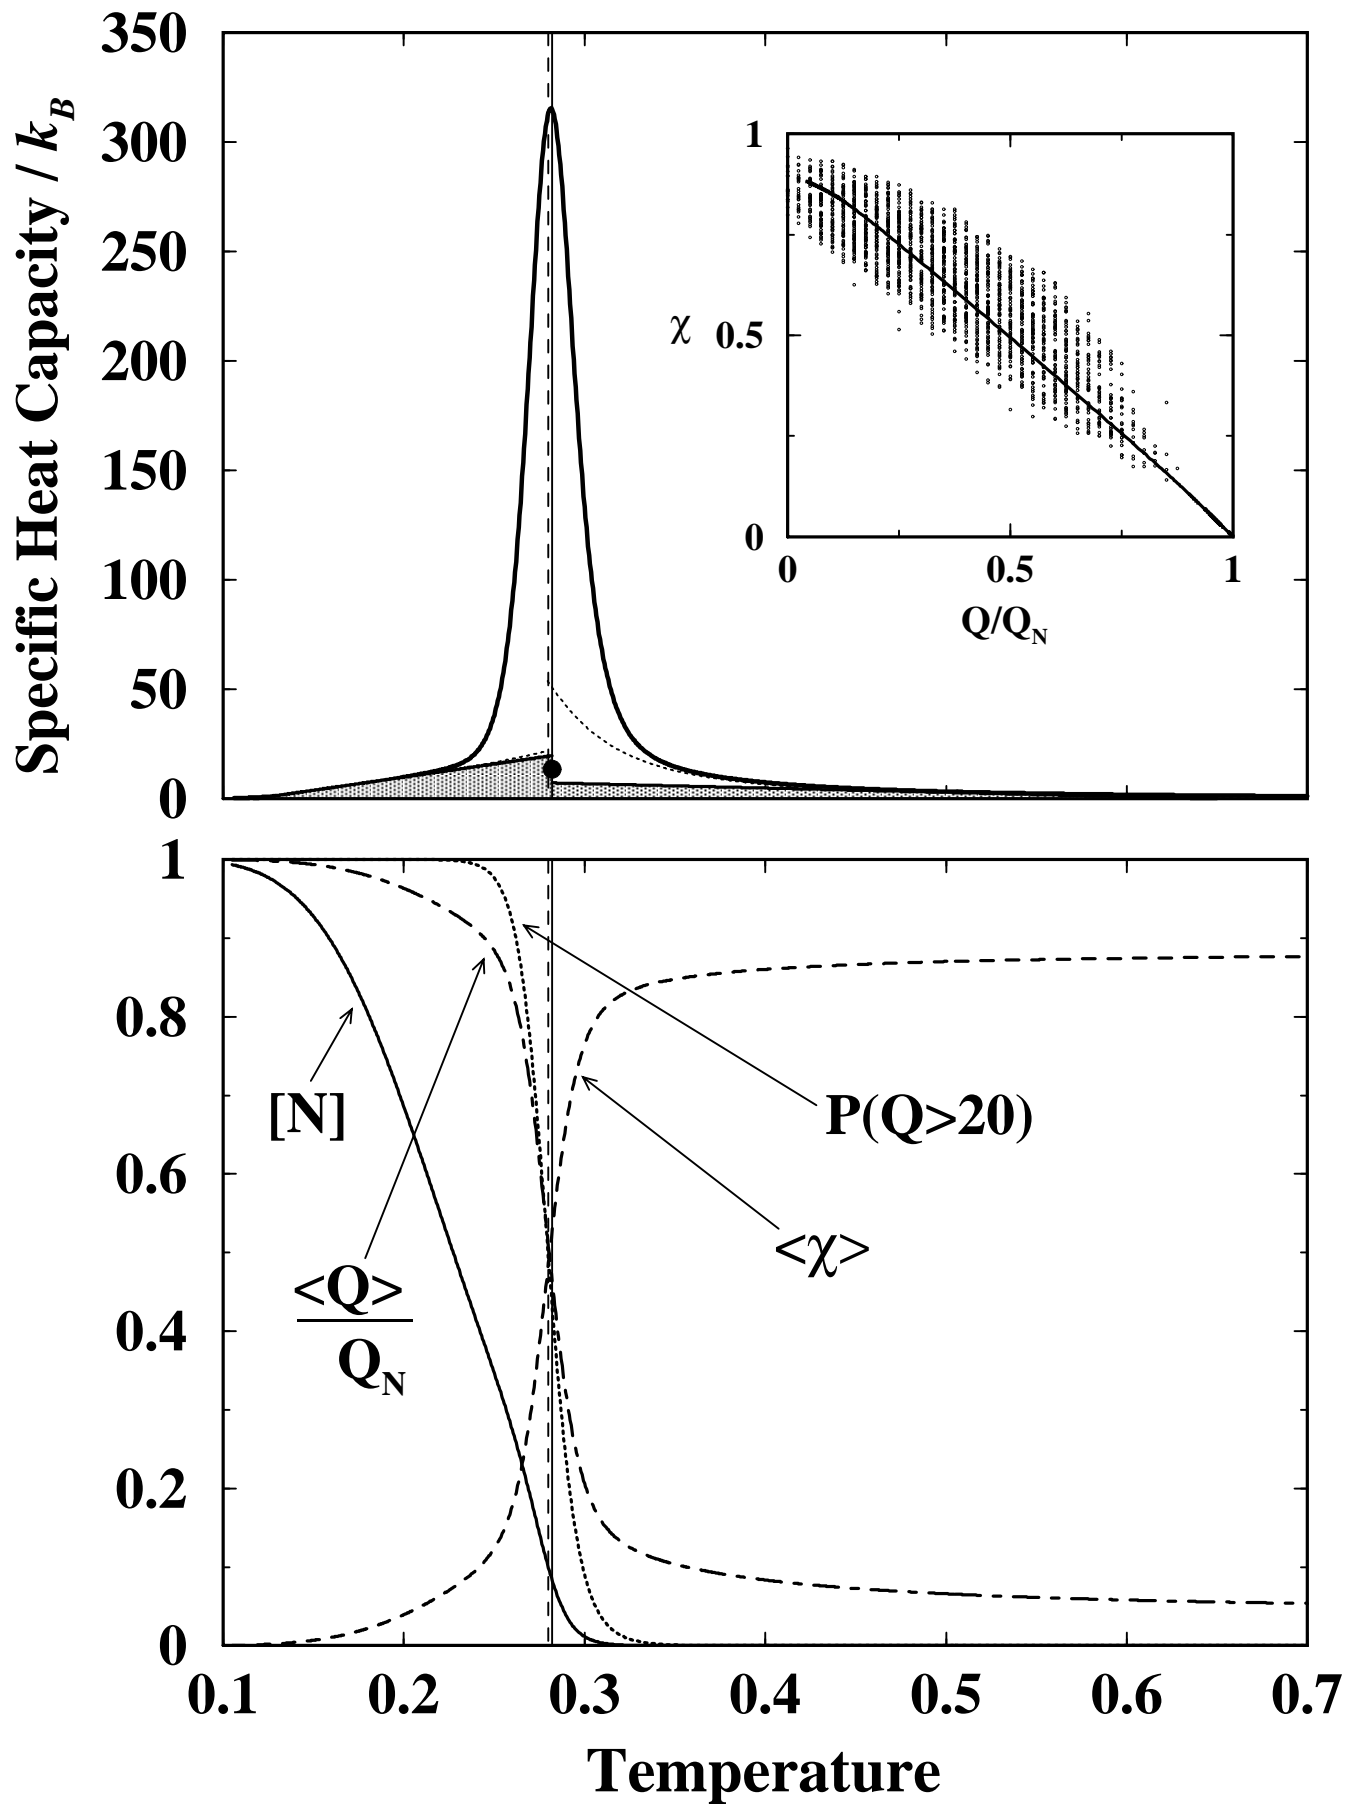 Specific Heat Capacity / k_B
350
300
250
200
150
100
50
0
1
χ 0.5
0
0 0.5 1
Q/Q_N
1
0.8
0.6
0.4
0.2
0
[N]
P(Q>20)
<χ>
<Q>
Q_N
0.1 0.2 0.3 0.4 0.5 0.6 0.7
Temperature